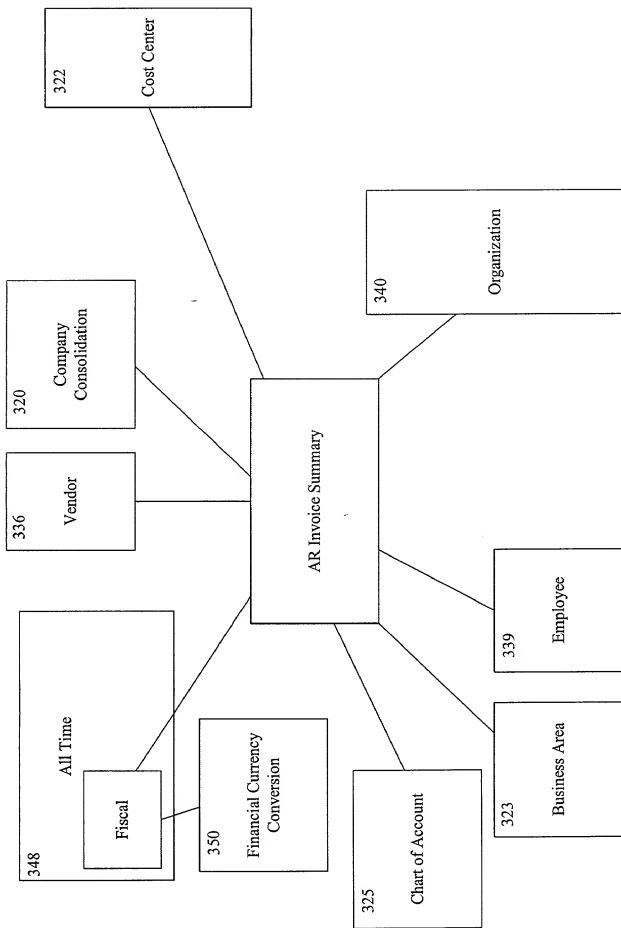 348
All Time
Fiscal
350
Financial Currency
Conversion
336
Vendor
320
Company
Consolidation
322
Cost Center
AR Invoice Summary
325
Chart of Account
323
Business Area
339
Employee
340
Organization